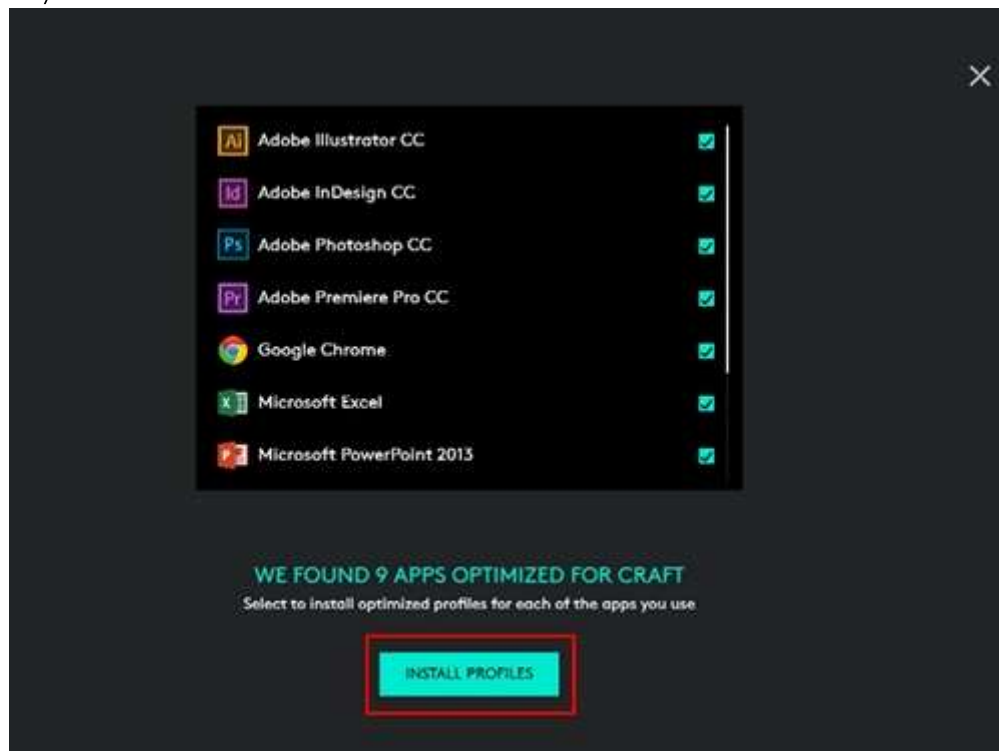 Ai Adobe Illustrator CC
Id Adobe InDesign CC
Ps Adobe Photoshop CC
Pr Adobe Premiere Pro CC
Google Chrome
X Microsoft Excel
P Microsoft PowerPoint 2013
WE FOUND 9 APPS OPTIMIZED FOR CRAFT
Select to install optimized profiles for each of the apps you use
INSTALL PROFILES